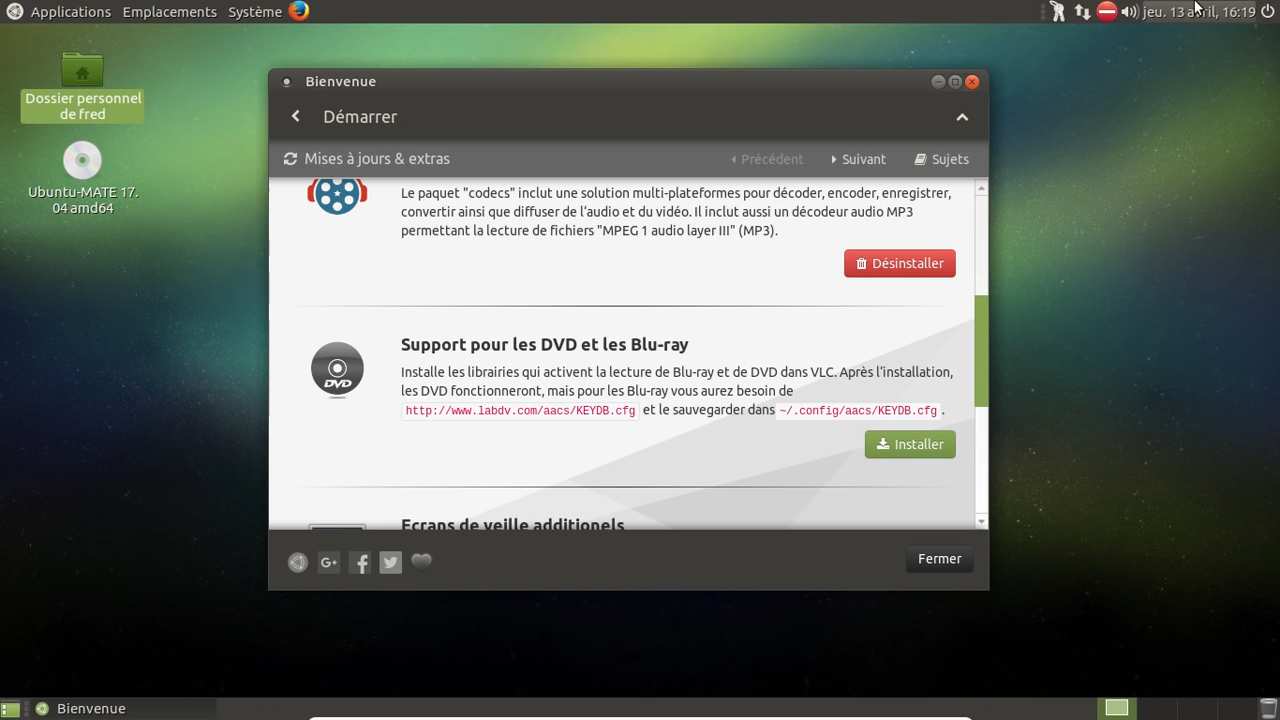 Applications Emplacements Système jeu. 13 avril, 16:19
Dossier personnel
de fred
Ubuntu-MATE 17.
04 amd64
Bienvenue
Démarrer
Mises à jours & extras Précédent Suivant Sujets
Le paquet "codecs" inclut une solution multi-plateformes pour décoder, encoder, enregistrer,
convertir ainsi que diffuser de l'audio et du vidéo. Il inclut aussi un décodeur audio MP3
permettant la lecture de fichiers "MPEG 1 audio layer III" (MP3).
Désinstaller
DVD
Support pour les DVD et les Blu-ray
Installe les librairies qui activent la lecture de Blu-ray et de DVD dans VLC. Après l'installation,
les DVD fonctionneront, mais pour les Blu-ray vous aurez besoin de
http://www.labdv.com/aacs/KEYDB.cfg et le sauvegarder dans ~/.config/aacs/KEYDB.cfg .
Installer
Ecrans de veille additionels
G+ f
Fermer
Bienvenue